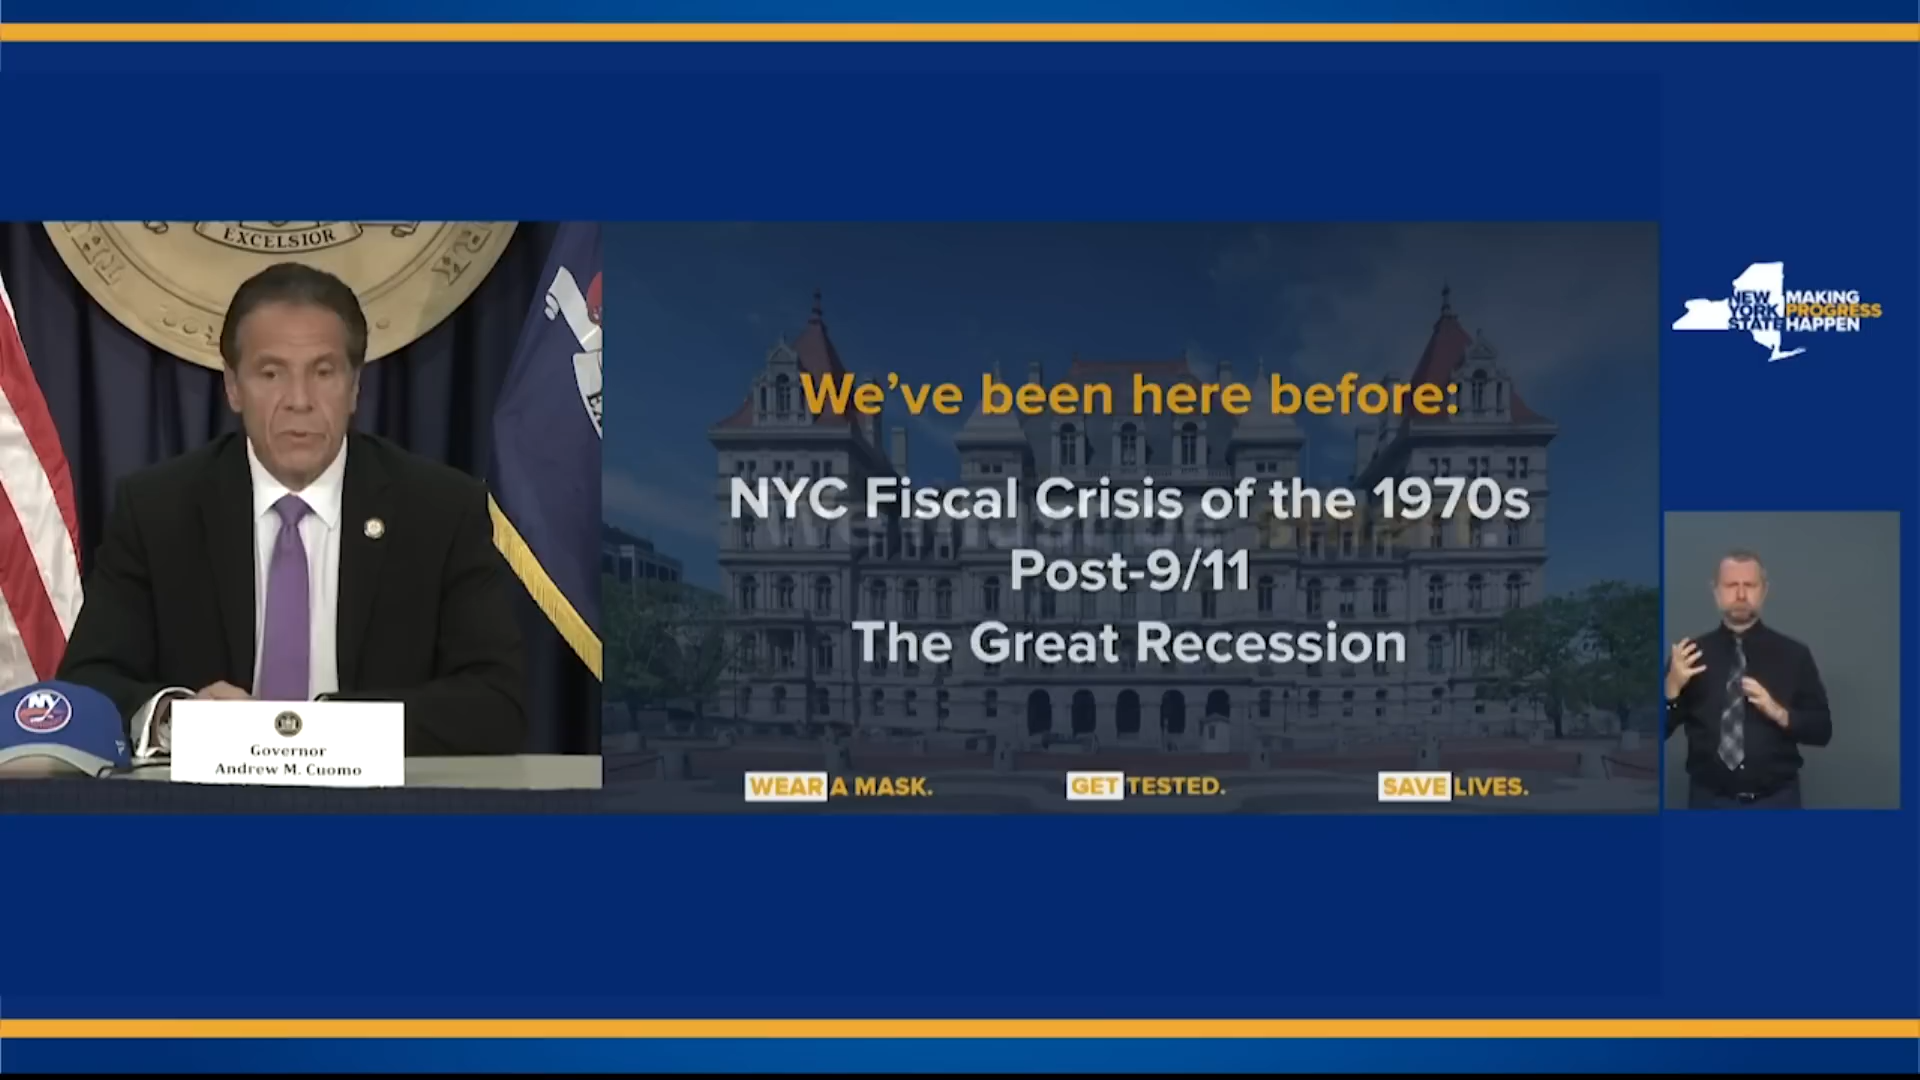 EXCELSIOR
Governor
Andrew M. Cuomo
NY
We've been here before:
NYC Fiscal Crisis of the 1970s
Post-9/11
The Great Recession
WEAR A MASK.
GET TESTED.
SAVE LIVES.
NEW
YORK
STATE
MAKING
PROGRESS
HAPPEN